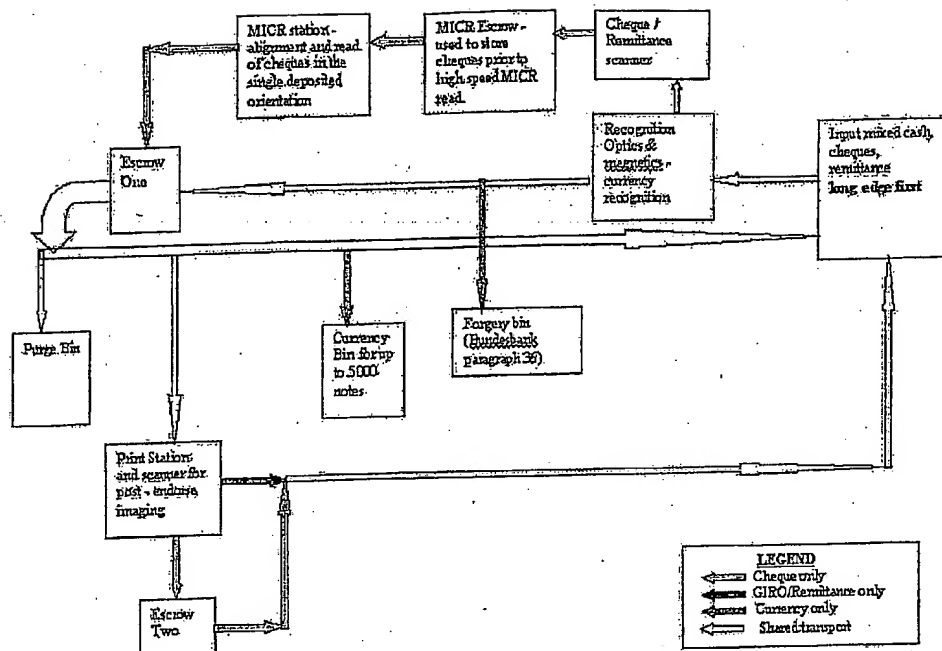 MICR station -
alignment and read
of cheques in the
single deposited
orientation
MICR Escrow -
used to store
cheques prior to
high speed MICR
read.
Cheque /
Remittance
scanner
Escrow
One
Recognition
Optics &
magnetics -
currency
recognition
Input mixed cash,
cheques,
remittance
long edge first
Purge Bin
Currency
Bin for up
to 5000
notes
Forgery bin
(Bundesbank
paragraph 36)
Print Station
and scanner for
post - endorse
imaging
Escrow
Two
LEGEND
Cheque only
GIRO/Remittance only
Currency only
Shared transport